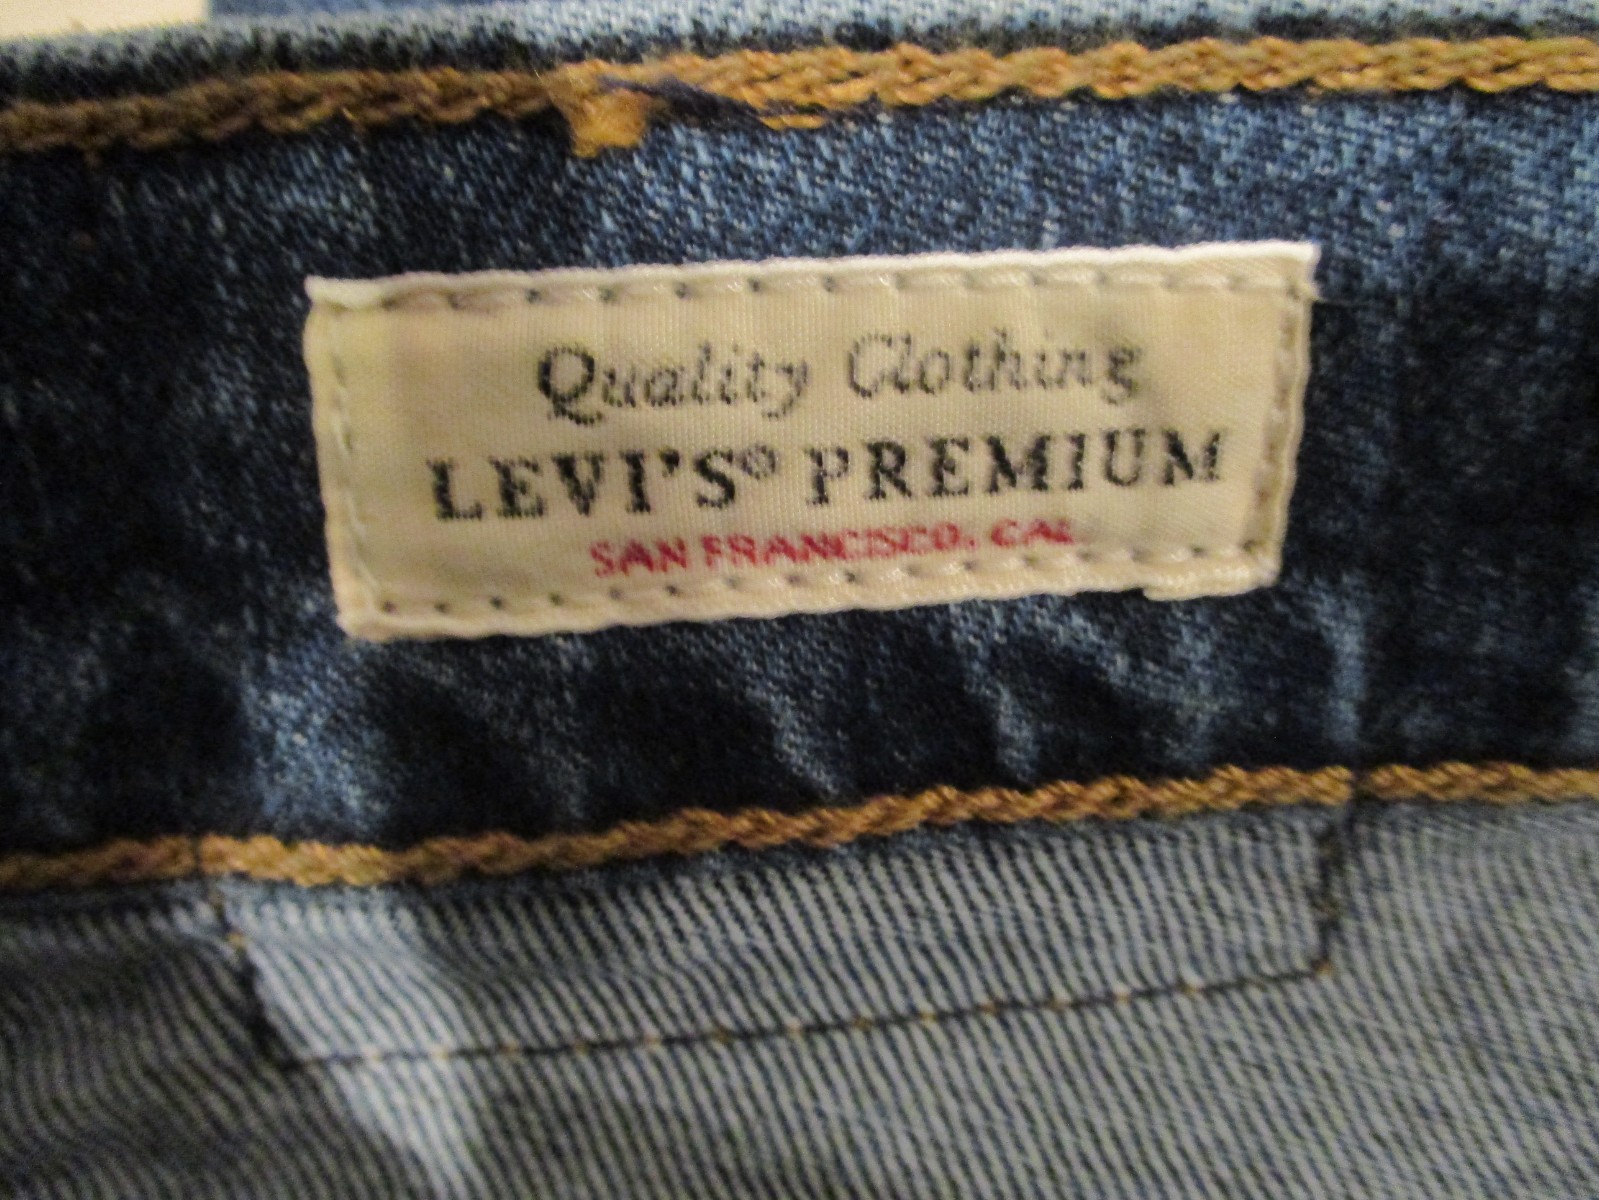 Quality Clothing
LEVI'S® PREMIUM
SAN FRANCISCO, CAL